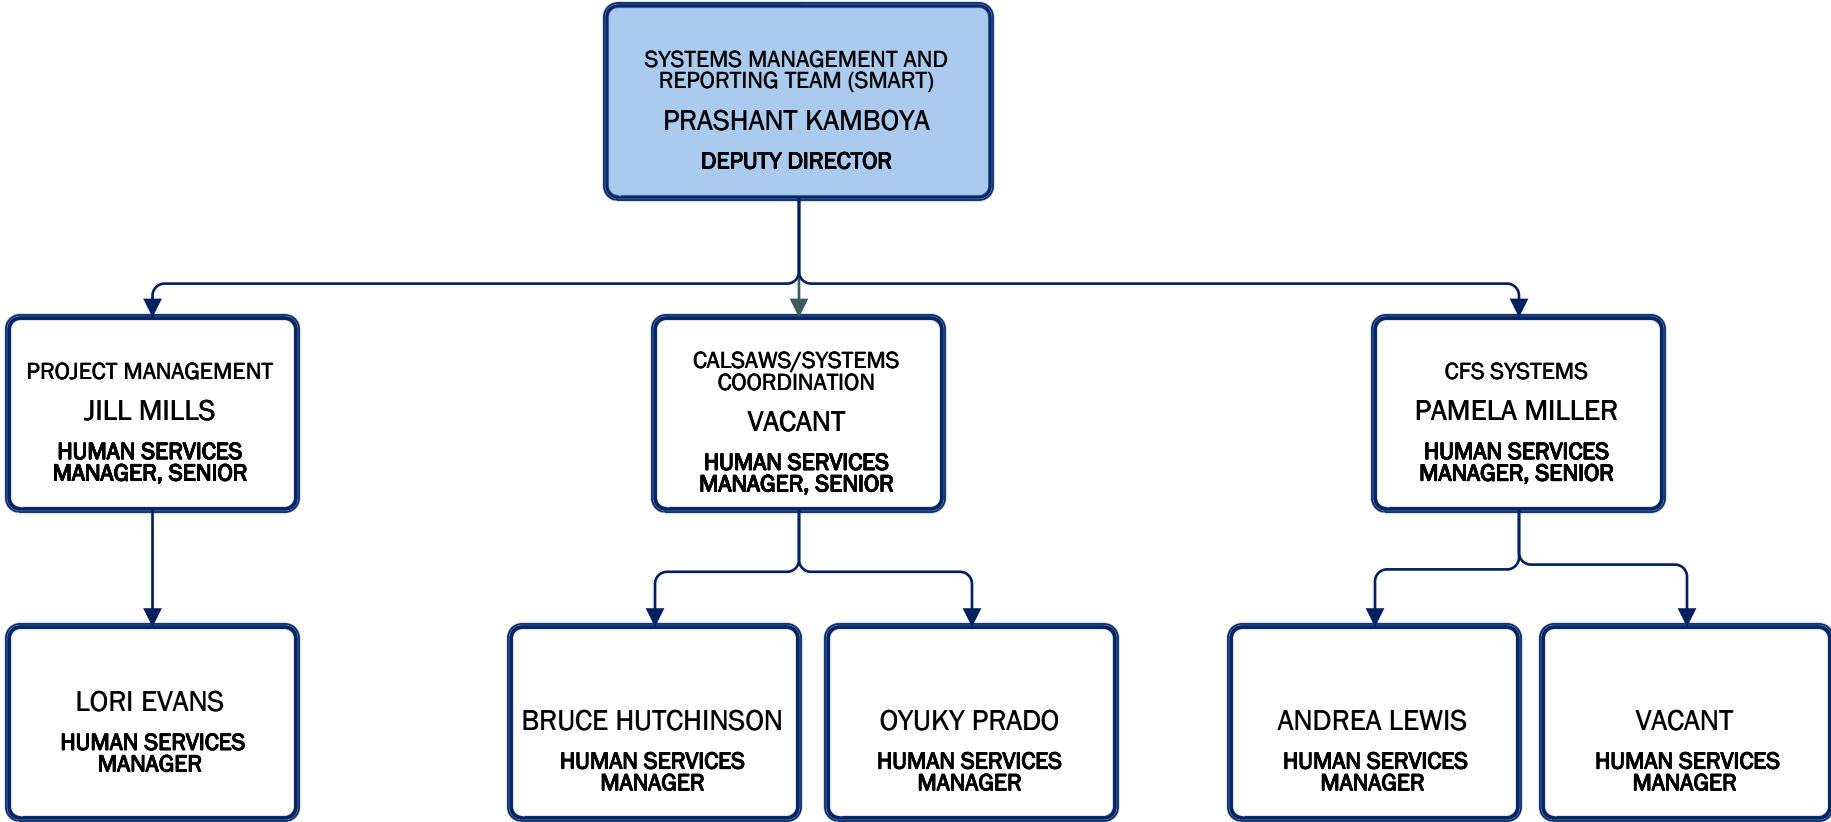 SYSTEMS MANAGEMENT AND
REPORTING TEAM (SMART)
PRASHANT KAMBOYA
DEPUTY DIRECTOR
PROJECT MANAGEMENT
JILL MILLS
HUMAN SERVICES
MANAGER, SENIOR
CALSAWS/SYSTEMS
COORDINATION
VACANT
HUMAN SERVICES
MANAGER, SENIOR
CFS SYSTEMS
PAMELA MILLER
HUMAN SERVICES
MANAGER, SENIOR
LORI EVANS
HUMAN SERVICES
MANAGER
BRUCE HUTCHINSON
HUMAN SERVICES
MANAGER
OYUKY PRADO
HUMAN SERVICES
MANAGER
ANDREA LEWIS
HUMAN SERVICES
MANAGER
VACANT
HUMAN SERVICES
MANAGER